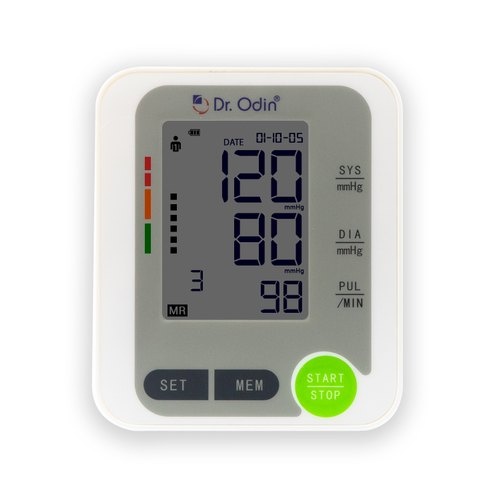 Dr. Odin®
DATE 01-10-05
120 mmHg
SYS
mmHg
80 mmHg
DIA
mmHg
3 98
PUL
/MIN
MR
SET MEM START
STOP